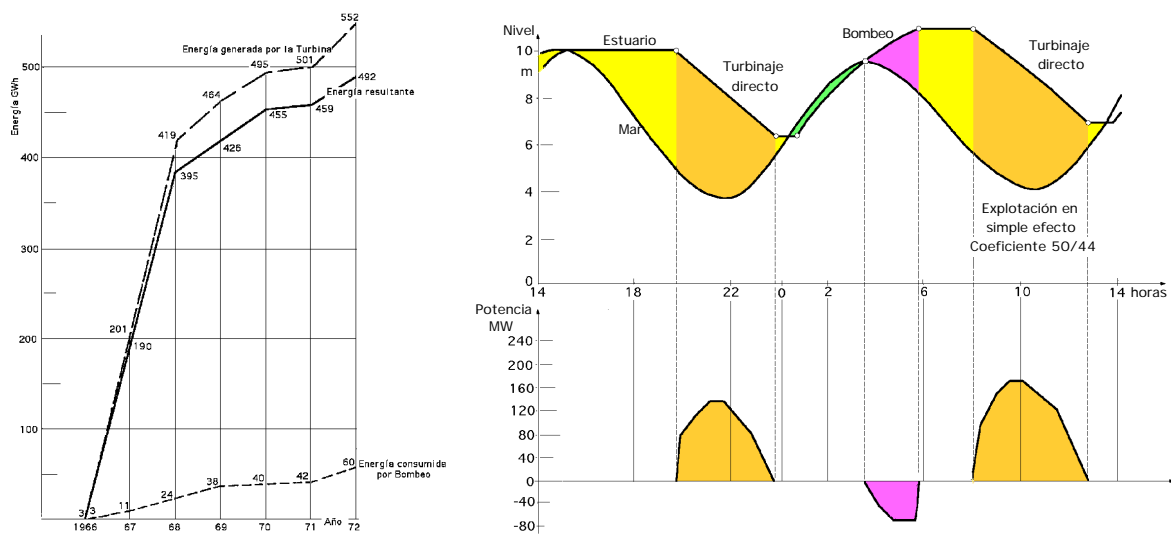 552
Energía generada por la Turbina
495
501
500
492
464
Energía resultante
455
459
419
426
400
395
300
201
190
200
100
60
Energía consumida
por Bombeo
38
40
42
24
11
3
3
Año
1966
67
68
69
70
71
72
Energía GWh
Nivel
10
m
8
6
4
2
0
Estuario
Mar
Turbinaje
directo
Bombeo
Turbinaje
directo
Explotación en
simple efecto
Coeficiente 50/44
14
18
22
0
2
6
10
14 horas
Potencia
MW
240
200
160
120
80
40
0
-40
-80